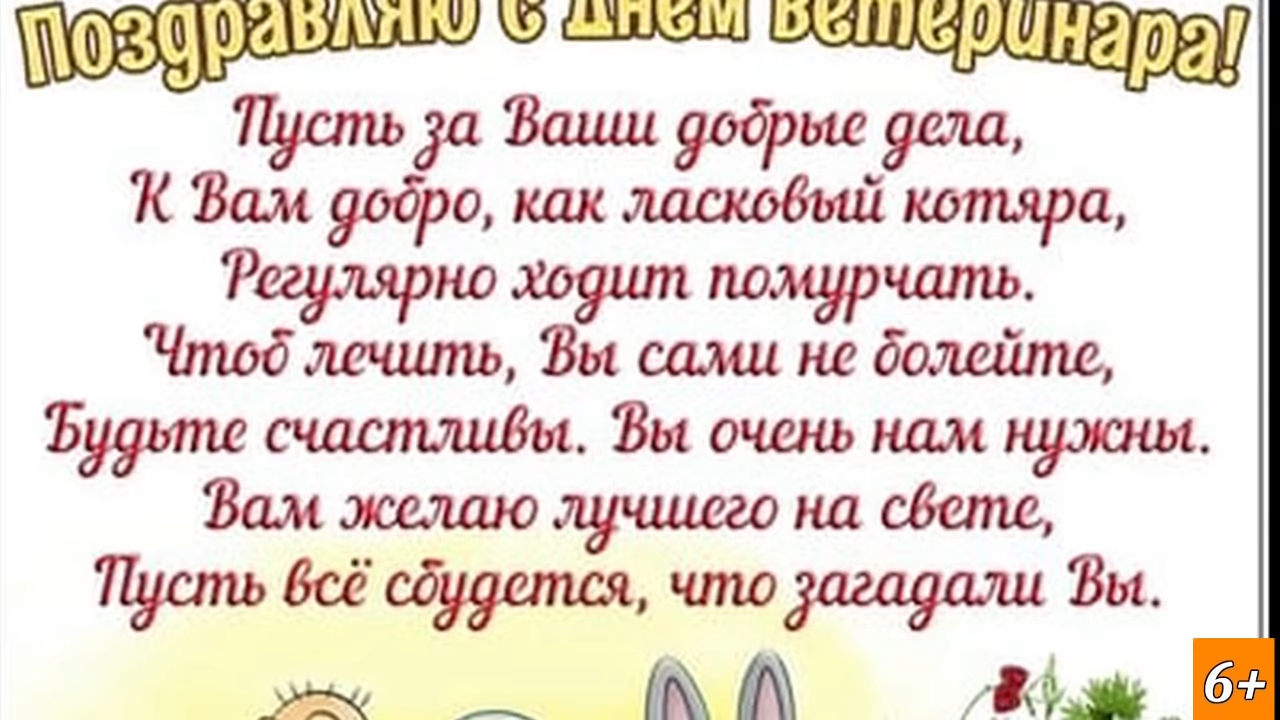 Поздравляю с Днём ветеринара!
Пусть за Ваши добрые дела,
К Вам добро, как ласковый котяра,
Регулярно ходит помурчать.
Чтоб лечить, Вы сами не болейте,
Будьте счастливы. Вы очень нам нужны.
Вам желаю лучшего на свете,
Пусть всё сбудется, что загадали Вы.
6+